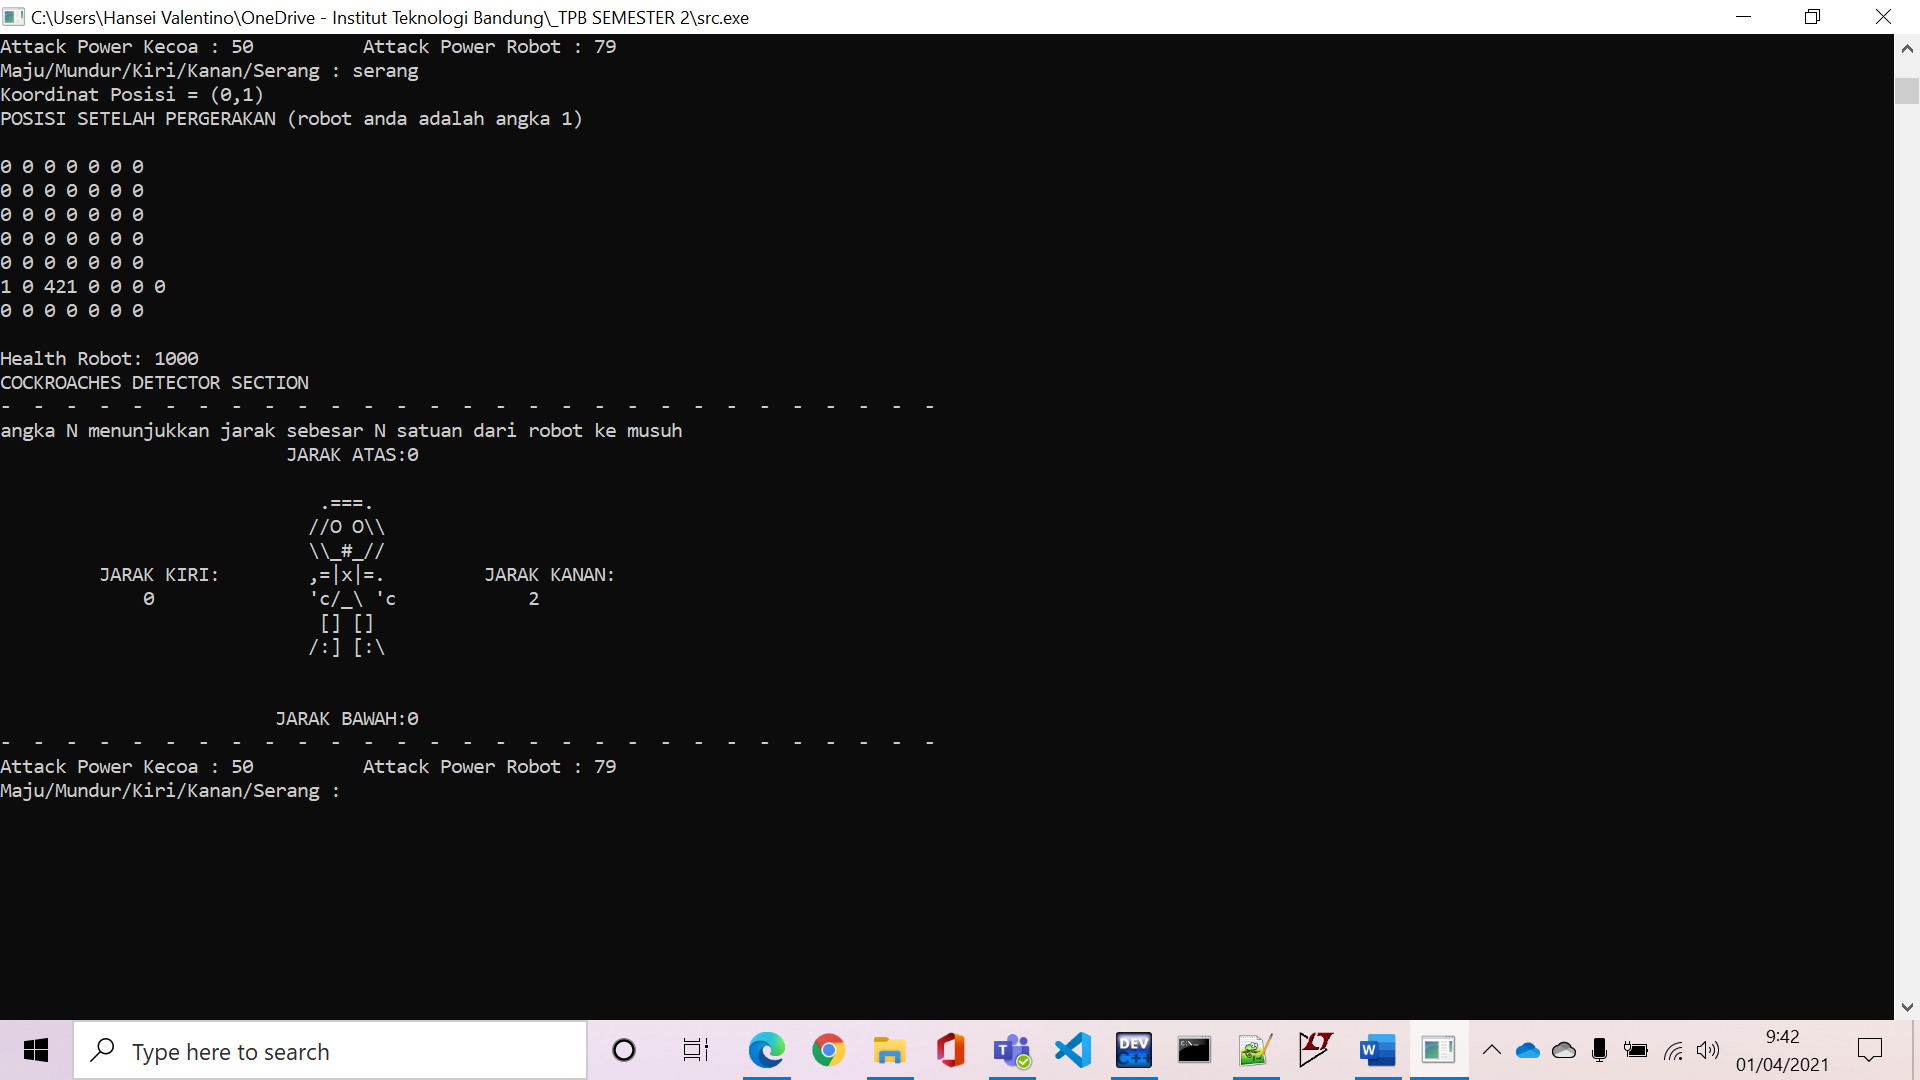 C:\Users\Hansei Valentino\OneDrive - Institut Teknologi Bandung\_TPB SEMESTER 2\src.exe
Attack Power Kecoa : 50          Attack Power Robot : 79
Maju/Mundur/Kiri/Kanan/Serang : serang
Koordinat Posisi = (0,1)
POSISI SETELAH PERGERAKAN (robot anda adalah angka 1)
0 0 0 0 0 0 0
0 0 0 0 0 0 0
0 0 0 0 0 0 0
0 0 0 0 0 0 0
0 0 0 0 0 0 0
1 0 421 0 0 0 0
0 0 0 0 0 0 0
Health Robot: 1000
COCKROACHES DETECTOR SECTION
-  -  -  -  -  -  -  -  -  -  -  -  -  -  -  -  -  -  -  -  -  -  -  -  -  -  -  -  -
angka N menunjukkan jarak sebesar N satuan dari robot ke musuh
                          JARAK ATAS:0
                             .===.
                            //O O\\
                            \\_#_//
         JARAK KIRI:        ,=|x|=.         JARAK KANAN:
             0              'c/_\ 'c            2
                             [] []
                            /:] [:\
                         JARAK BAWAH:0
-  -  -  -  -  -  -  -  -  -  -  -  -  -  -  -  -  -  -  -  -  -  -  -  -  -  -  -  -
Attack Power Kecoa : 50          Attack Power Robot : 79
Maju/Mundur/Kiri/Kanan/Serang :
Type here to search
DEV C++
9:42
01/04/2021